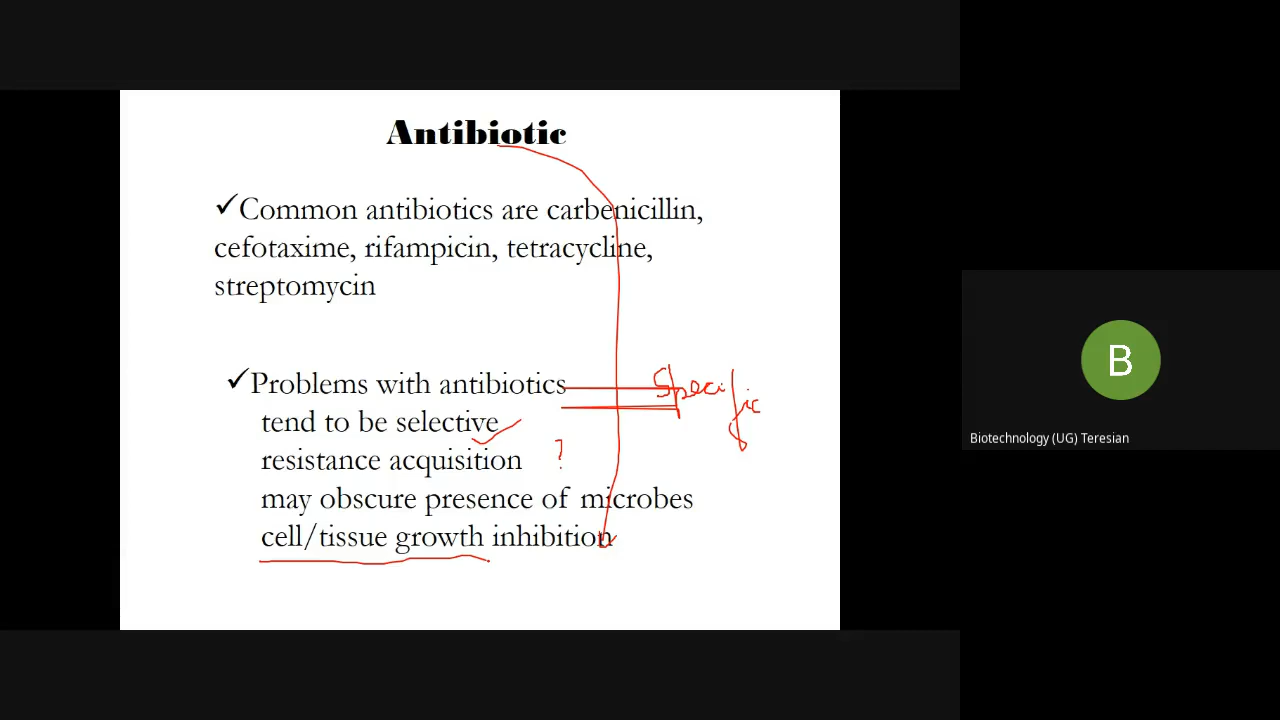 Antibiotic
✓Common antibiotics are carbenicillin,
cefotaxime, rifampicin, tetracycline,
streptomycin
✓Problems with antibiotics
Specific
tend to be selective
resistance acquisition ?
may obscure presence of microbes
cell/tissue growth inhibition
B
Biotechnology (UG) Teresian